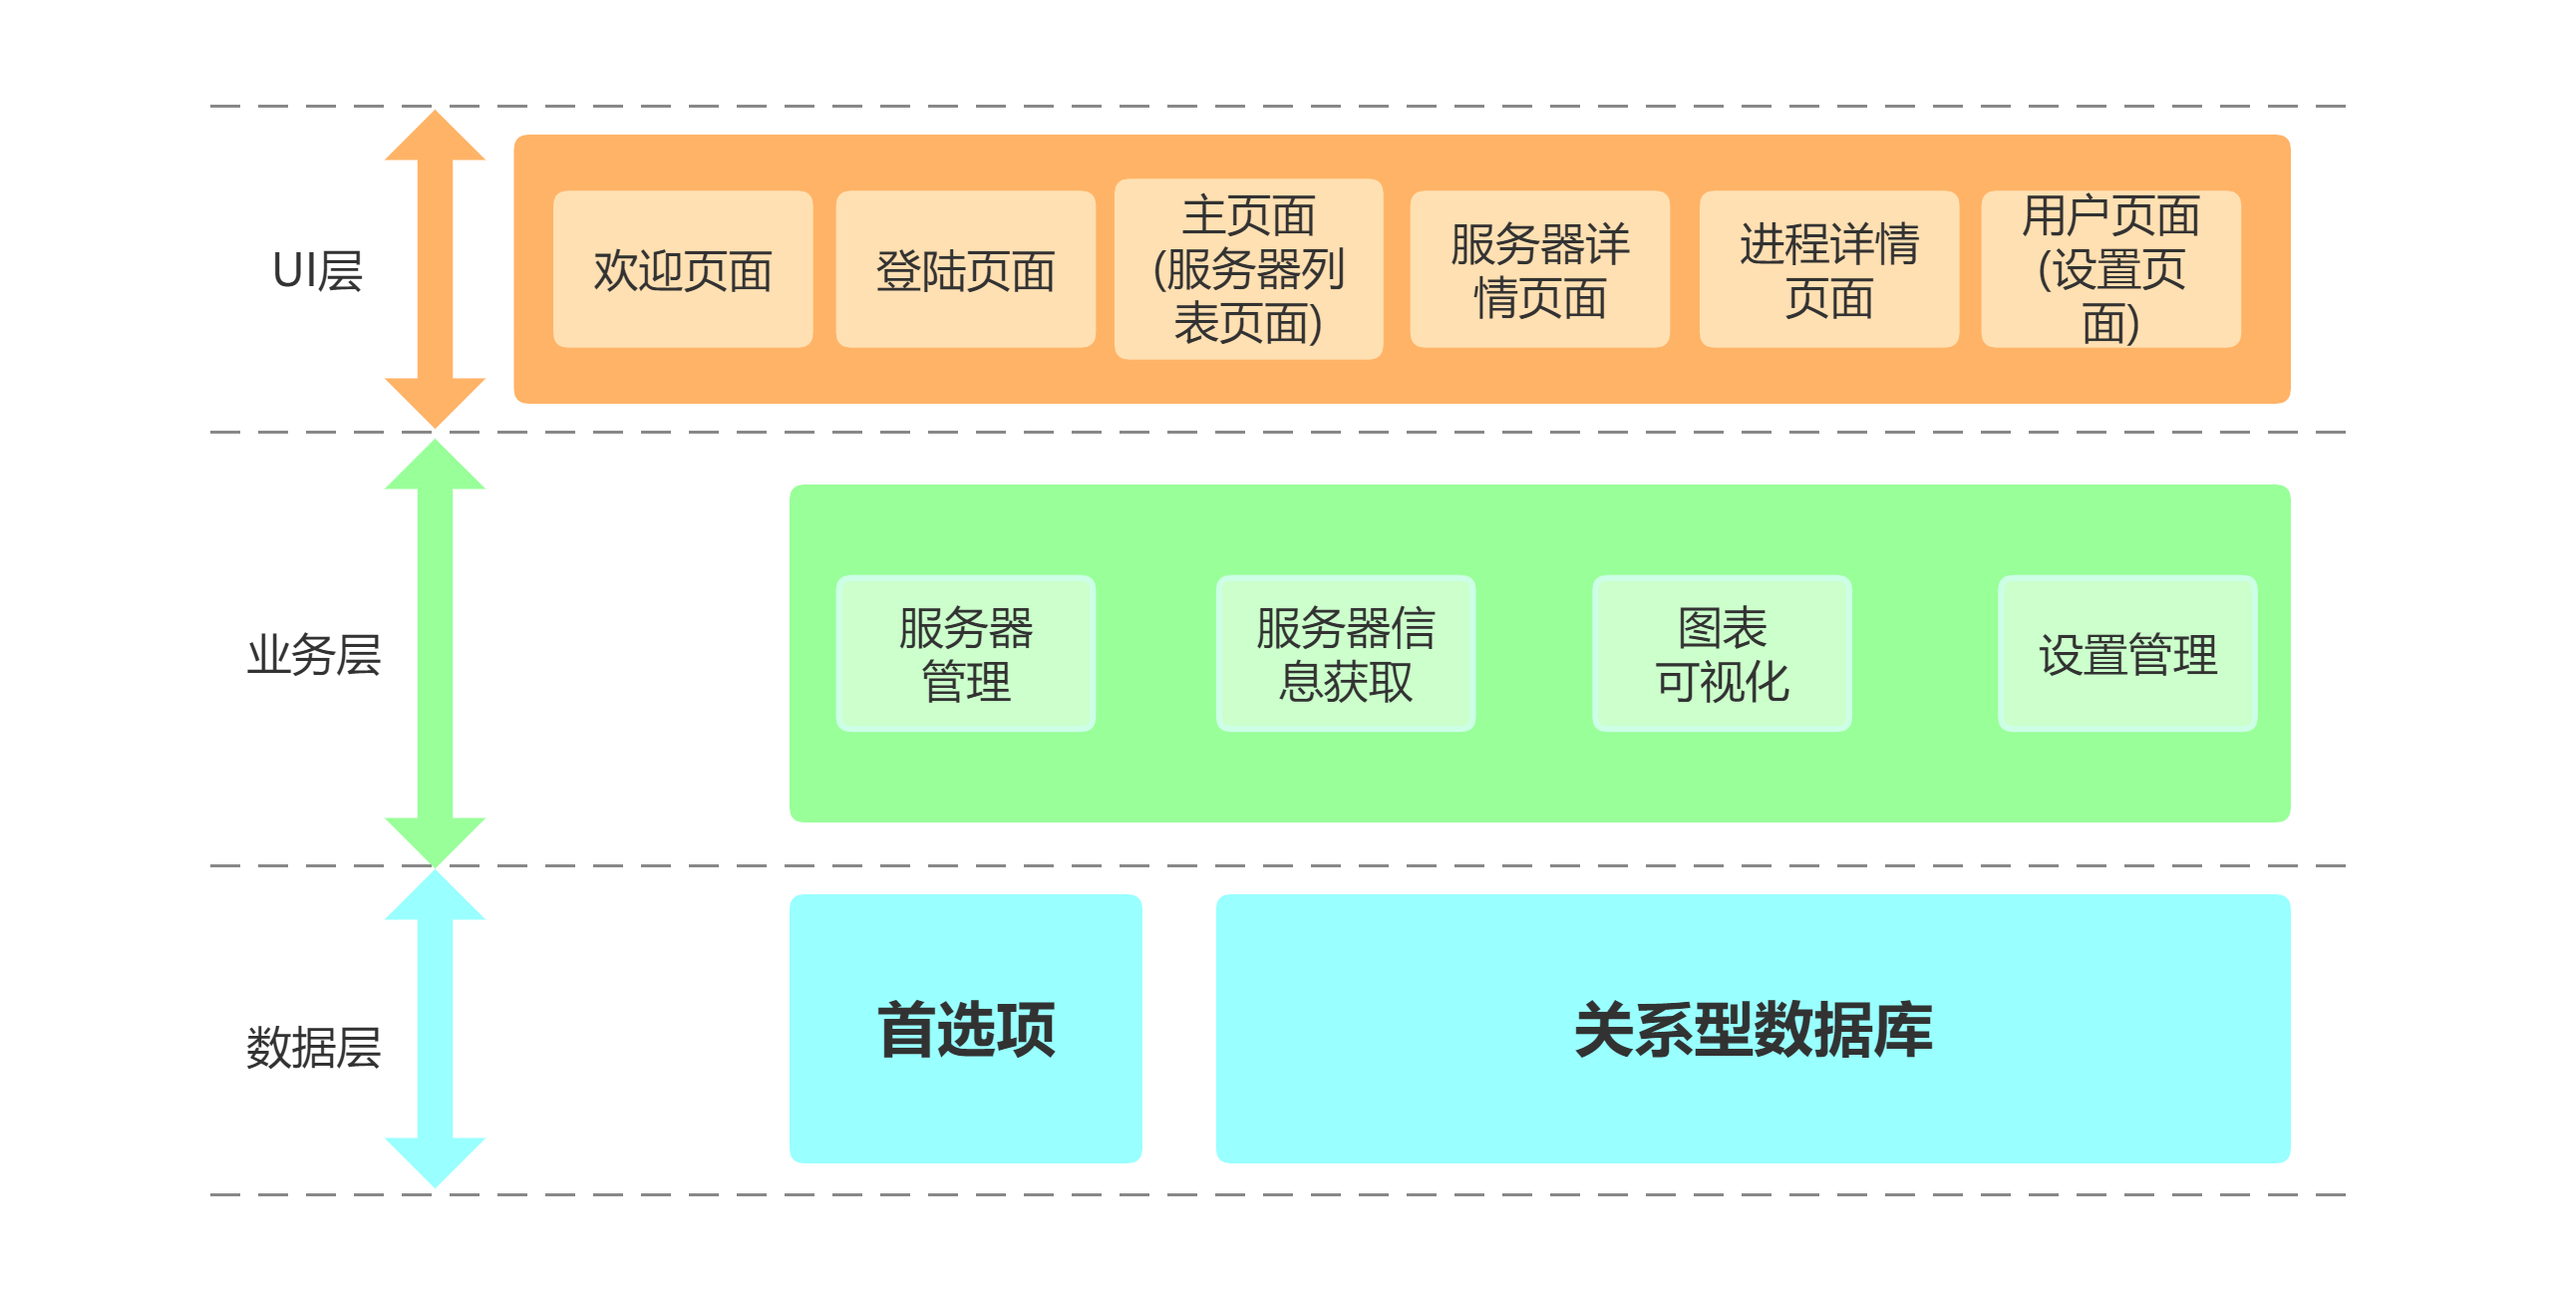 UI层
欢迎页面
登陆页面
主页面
(服务器列
表页面)
服务器详
情页面
进程详情
页面
用户页面
(设置页
面)
业务层
服务器
管理
服务器信
息获取
图表
可视化
设置管理
数据层
首选项
关系型数据库